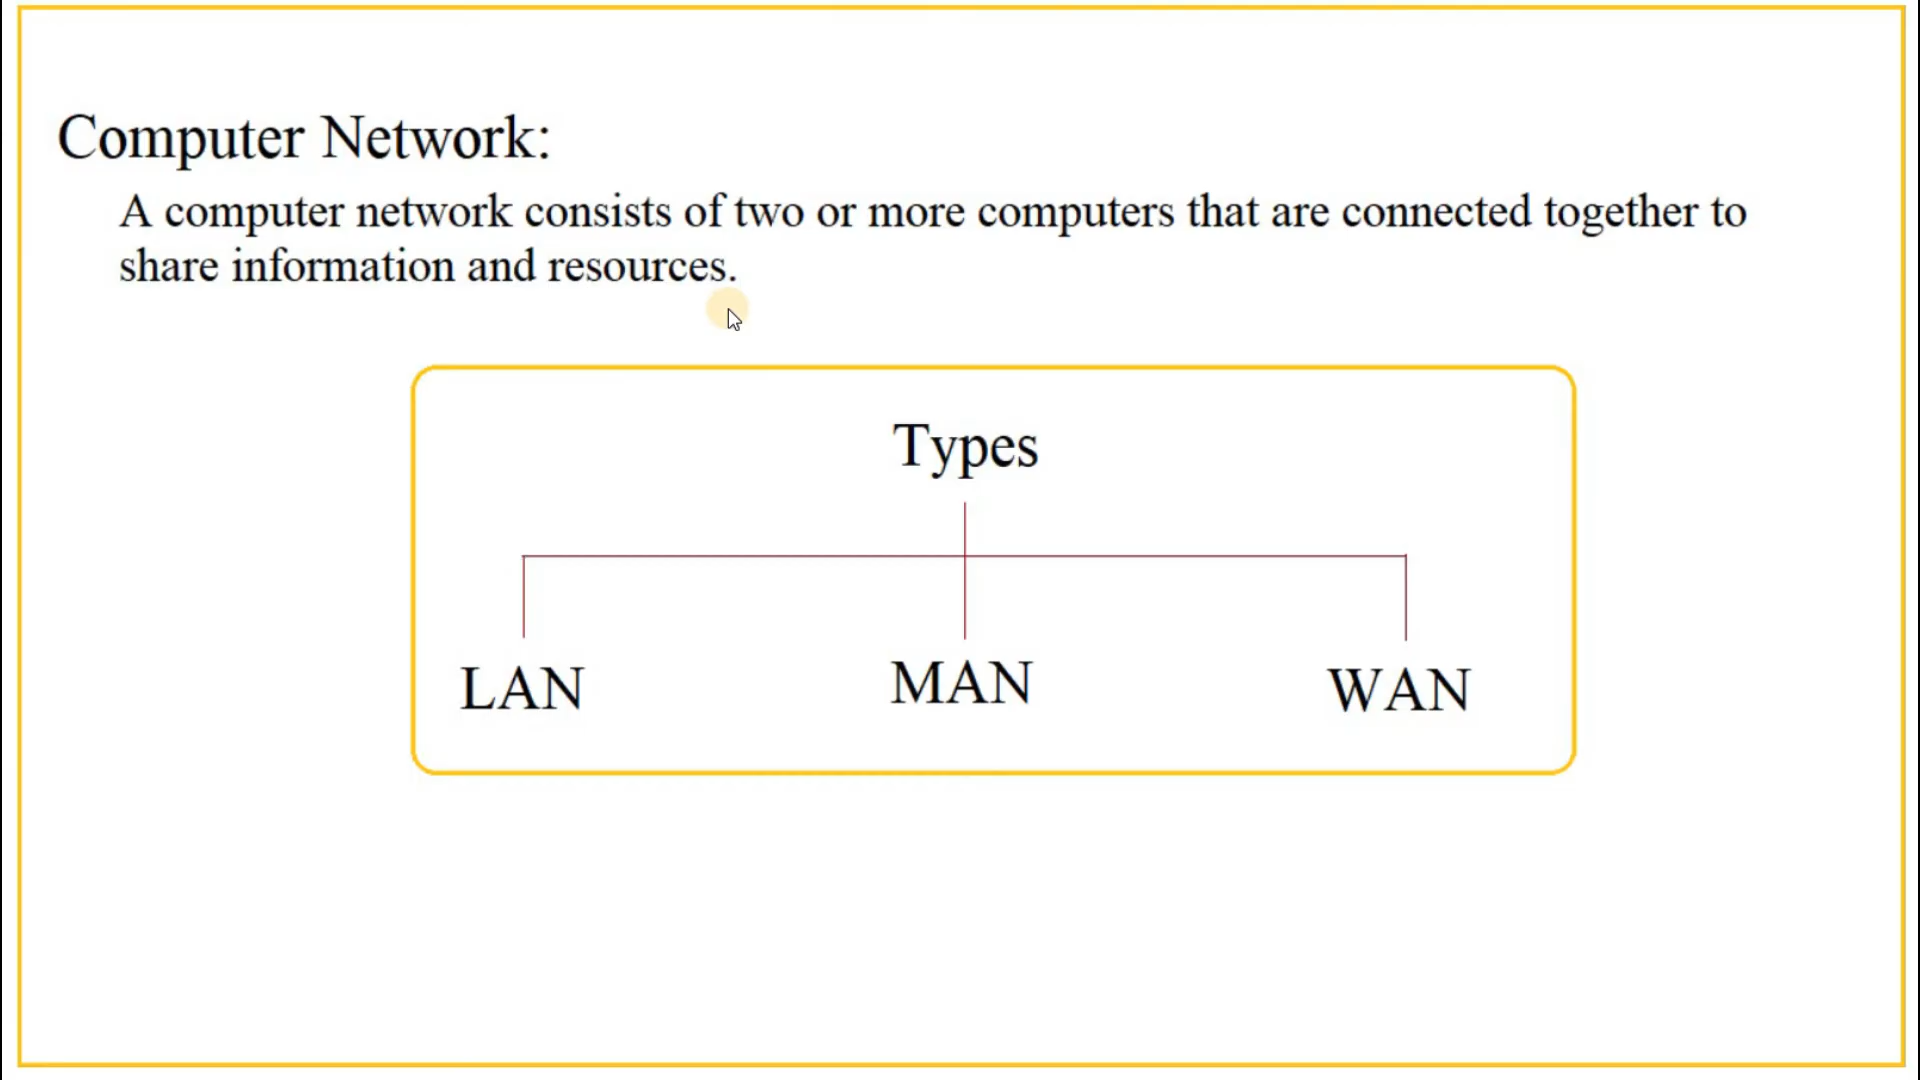 Computer Network:
A computer network consists of two or more computers that are connected together to
share information and resources.
Types
LAN
MAN
WAN